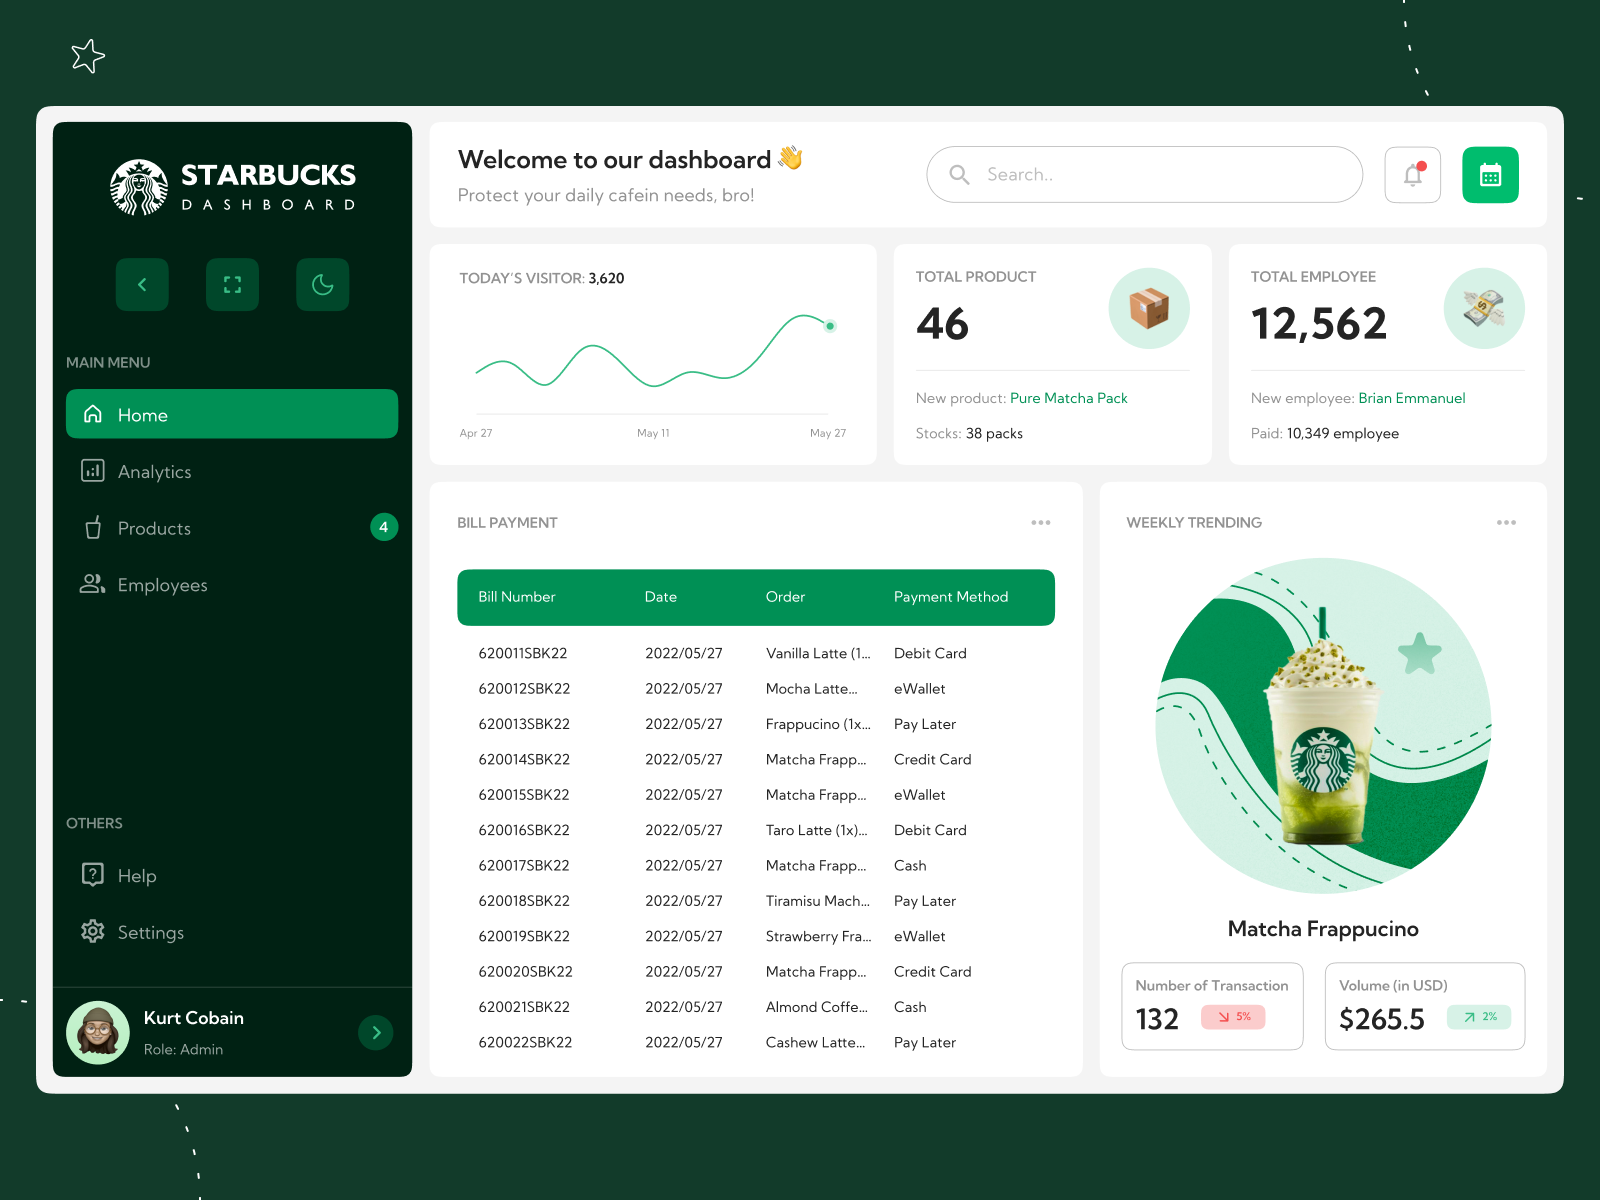 STARBUCKS
DASHBOARD
MAIN MENU
Home
Analytics
Products 4
Employees
OTHERS
Help
Settings
Kurt Cobain
Role: Admin
Welcome to our dashboard 👋
Protect your daily cafein needs, bro!
Search..
TODAY'S VISITOR: 3,620
Apr 27 May 11 May 27
TOTAL PRODUCT
46
New product: Pure Matcha Pack
Stocks: 38 packs
TOTAL EMPLOYEE
12,562
New employee: Brian Emmanuel
Paid: 10,349 employee
BILL PAYMENT
Bill Number Date Order Payment Method
620011SBK22 2022/05/27 Vanilla Latte (1... Debit Card
620012SBK22 2022/05/27 Mocha Latte... eWallet
620013SBK22 2022/05/27 Frappucino (1x... Pay Later
620014SBK22 2022/05/27 Matcha Frapp... Credit Card
620015SBK22 2022/05/27 Matcha Frapp... eWallet
620016SBK22 2022/05/27 Taro Latte (1x)... Debit Card
620017SBK22 2022/05/27 Matcha Frapp... Cash
620018SBK22 2022/05/27 Tiramisu Mach... Pay Later
620019SBK22 2022/05/27 Strawberry Fra... eWallet
620020SBK22 2022/05/27 Matcha Frapp... Credit Card
620021SBK22 2022/05/27 Almond Coffe... Cash
620022SBK22 2022/05/27 Cashew Latte... Pay Later
WEEKLY TRENDING
Matcha Frappucino
Number of Transaction
132 5%
Volume (in USD)
$265.5 2%